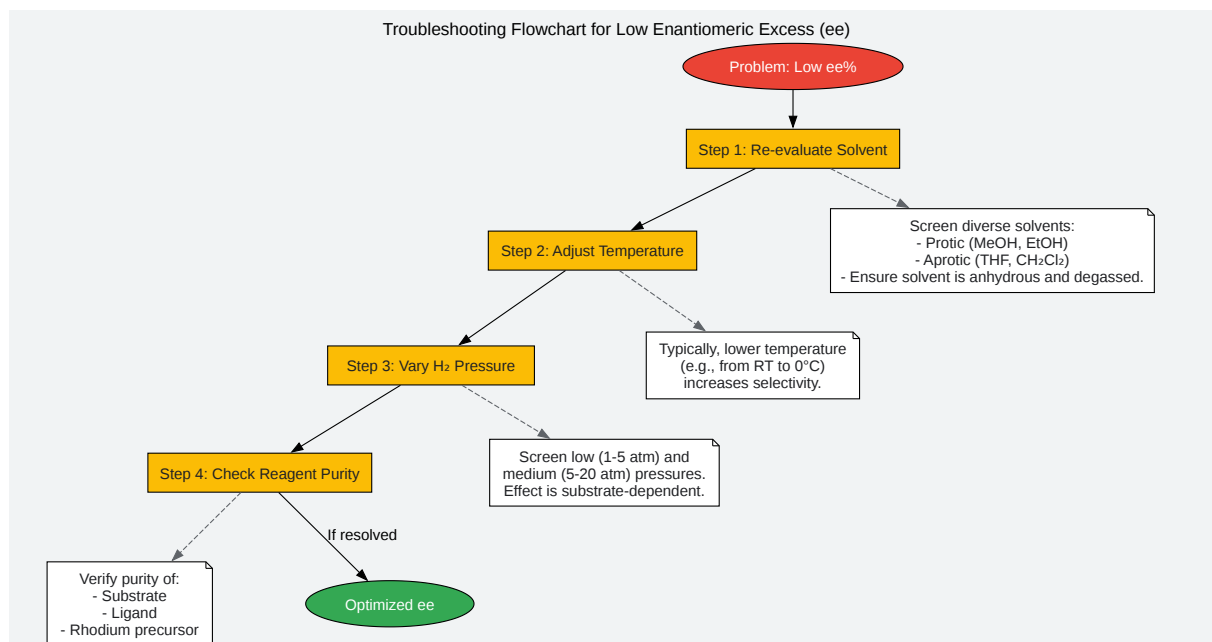 Troubleshooting Flowchart for Low Enantiomeric Excess (ee)
Problem: Low ee%
Step 1: Re-evaluate Solvent
Screen diverse solvents:
- Protic (MeOH, EtOH)
- Aprotic (THF, CH₂Cl₂)
- Ensure solvent is anhydrous and degassed.
Step 2: Adjust Temperature
Typically, lower temperature
(e.g., from RT to 0°C)
increases selectivity.
Step 3: Vary H₂ Pressure
Screen low (1-5 atm) and
medium (5-20 atm) pressures.
Effect is substrate-dependent.
Step 4: Check Reagent Purity
If resolved
Verify purity of:
- Substrate
- Ligand
- Rhodium precursor
Optimized ee